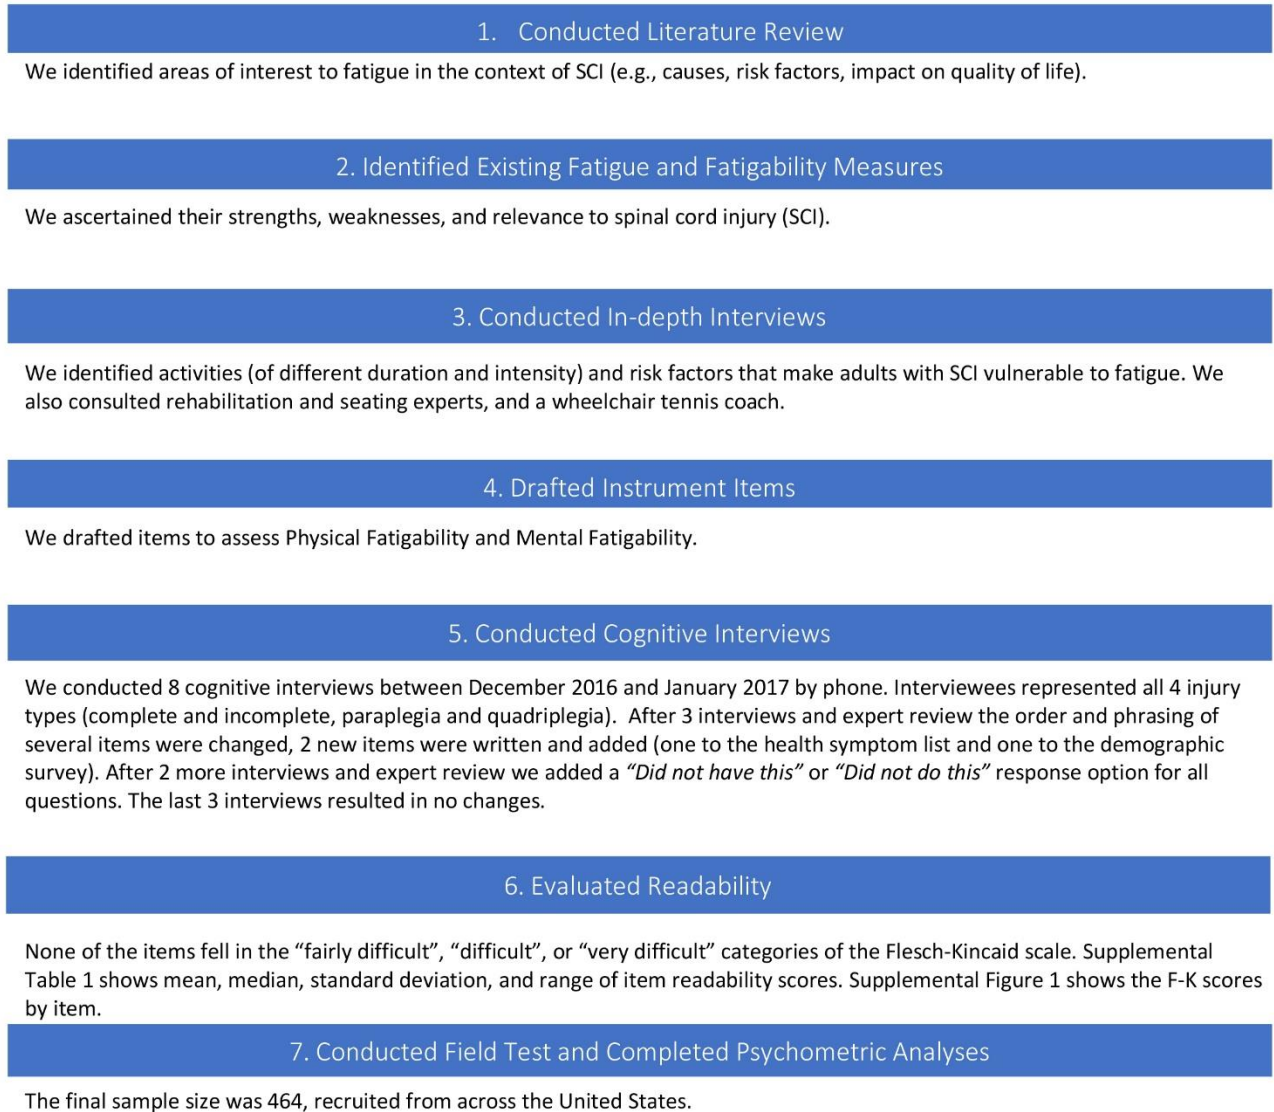 1. Conducted Literature Review
We identified areas of interest to fatigue in the context of SCI (e.g., causes, risk factors, impact on quality of life).
2. Identified Existing Fatigue and Fatigability Measures
We ascertained their strengths, weaknesses, and relevance to spinal cord injury (SCI).
3. Conducted In-depth Interviews
We identified activities (of different duration and intensity) and risk factors that make adults with SCI vulnerable to fatigue. We
also consulted rehabilitation and seating experts, and a wheelchair tennis coach.
4. Drafted Instrument Items
We drafted items to assess Physical Fatigability and Mental Fatigability.
5. Conducted Cognitive Interviews
We conducted 8 cognitive interviews between December 2016 and January 2017 by phone. Interviewees represented all 4 injury
types (complete and incomplete, paraplegia and quadriplegia).  After 3 interviews and expert review the order and phrasing of
several items were changed, 2 new items were written and added (one to the health symptom list and one to the demographic
survey). After 2 more interviews and expert review we added a “Did not have this” or “Did not do this” response option for all
questions. The last 3 interviews resulted in no changes.
6. Evaluated Readability
None of the items fell in the “fairly difficult”, “difficult”, or “very difficult” categories of the Flesch-Kincaid scale. Supplemental
Table 1 shows mean, median, standard deviation, and range of item readability scores. Supplemental Figure 1 shows the F-K scores
by item.
7. Conducted Field Test and Completed Psychometric Analyses
The final sample size was 464, recruited from across the United States.